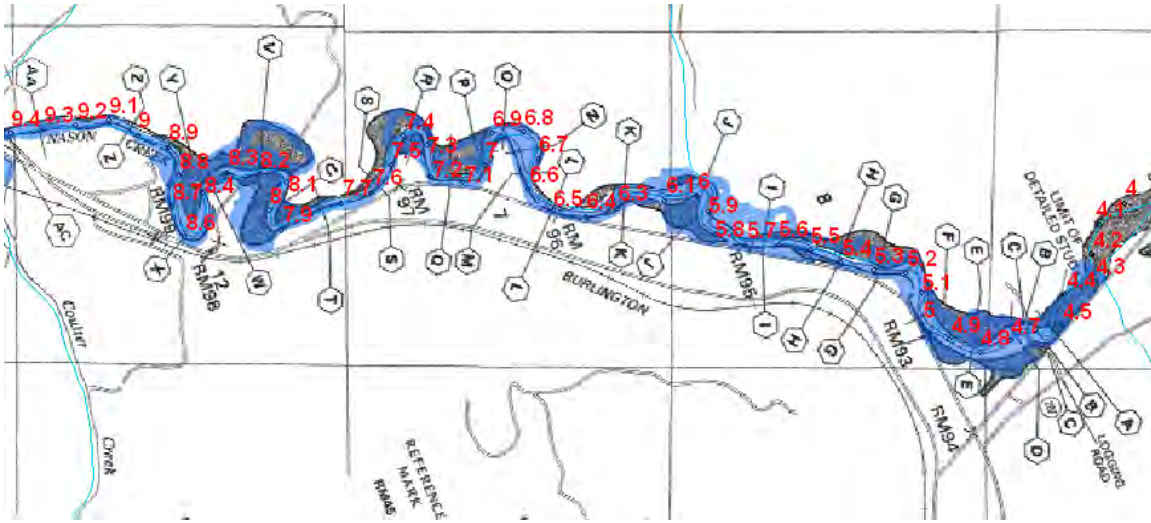 AA
Z
Y
V
9.4 9.3 9.2 9.1
9
8.9
NASON
CREEK
Z
8.8
8.3 8.2
8.7 8.4
8.1
8
7.9
8.6
RM99
RM98
12
X
W
AC
T
S
R
P
O
7.4
7.3
7.5
7.6
7.7
7.2 7.1
7
6.9 6.8
6.7
6.6
6.5 6.4
6.3
N
L
K
J
RM
97
7
RM
96
S
Q
M
L
K
J
BURLINGTON
6.1 6
5.9
5.8 5.7 5.6
5.5
5.4 5.3 5.2
5.1
5
I
8
H
G
F
E
C
B
RM95
I
H
G
RM93
RM94
LIMIT OF
DETAILED STUDY
4
4.1
4.2
4.3
4.4
4.5
4.7
4.8
4.9
E
D
C
B
A
LOGGING
ROAD
Coulter
Creek
REFERENCE
MARK
RM45